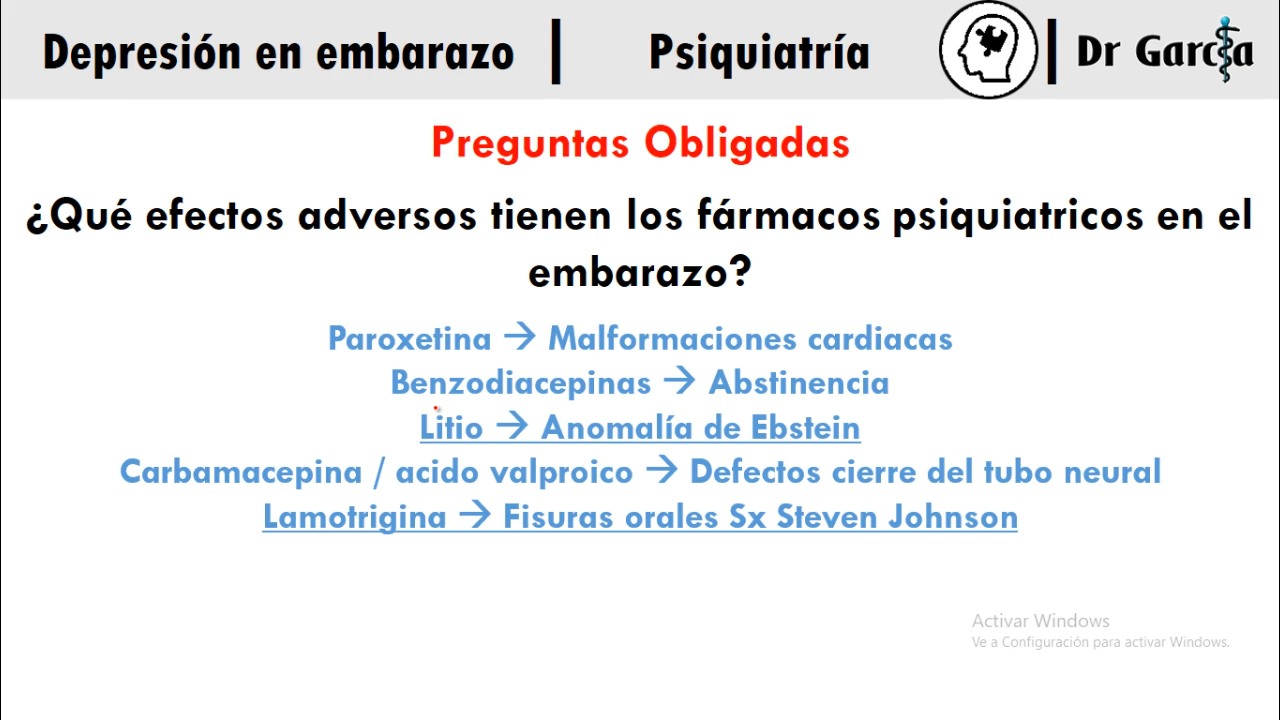 Depresión en embarazo | Psiquiatría | Dr García
Preguntas Obligadas
¿Qué efectos adversos tienen los fármacos psiquiatricos en el
embarazo?
Paroxetina → Malformaciones cardiacas
Benzodiacepinas → Abstinencia
Litio → Anomalía de Ebstein
Carbamacepina / acido valproico → Defectos cierre del tubo neural
Lamotrigina → Fisuras orales Sx Steven Johnson
Activar Windows
Ve a Configuración para activar Windows.